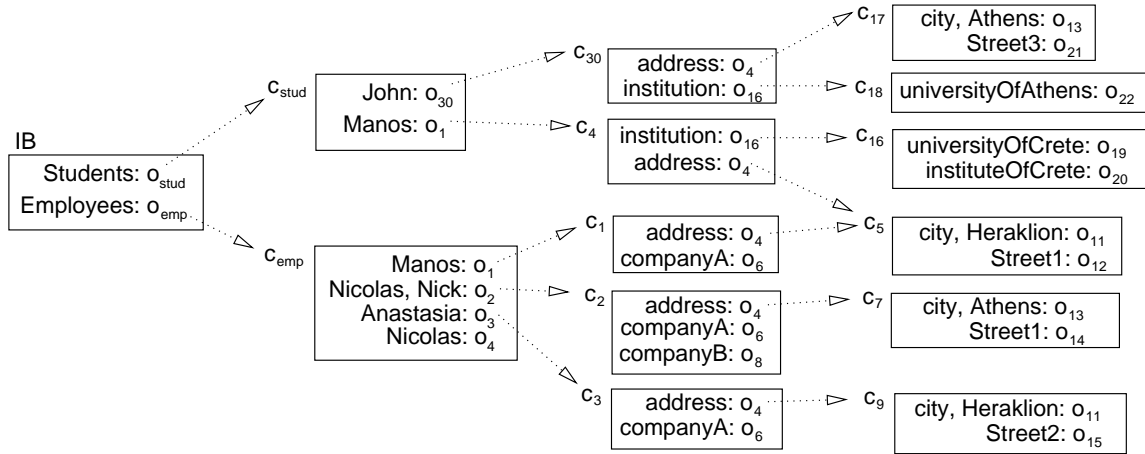 IB
Students: o_stud
Employees: o_emp
c_stud
John: o_30
Manos: o_1
c_emp
Manos: o_1
Nicolas, Nick: o_2
Anastasia: o_3
Nicolas: o_4
c_30
address: o_4
institution: o_16
c_4
institution: o_16
address: o_4
c_1
address: o_4
companyA: o_6
c_2
address: o_4
companyA: o_6
companyB: o_8
c_3
address: o_4
companyA: o_6
c_17
city, Athens: o_13
Street3: o_21
c_18
universityOfAthens: o_22
c_16
universityOfCrete: o_19
instituteOfCrete: o_20
c_5
city, Heraklion: o_11
Street1: o_12
c_7
city, Athens: o_13
Street1: o_14
c_9
city, Heraklion: o_11
Street2: o_15